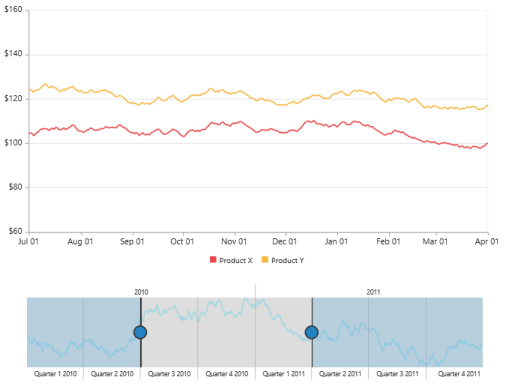 $160
$140
$120
$100
$80
$60
Jul 01 Aug 01 Sep 01 Oct 01 Nov 01 Dec 01 Jan 01 Feb 01 Mar 01 Apr 01
Product X Product Y
2010 2011
Quarter 1 2010 Quarter 2 2010 Quarter 3 2010 Quarter 4 2010 Quarter 1 2011 Quarter 2 2011 Quarter 3 2011 Quarter 4 2011